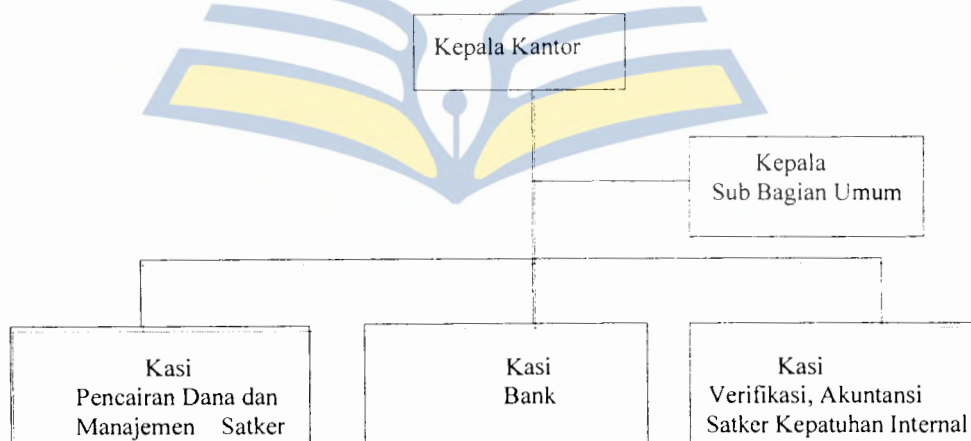 Kepala Kantor
Kepala
Sub Bagian Umum
Kasi
Pencairan Dana dan
Manajemen Satker
Kasi
Bank
Kasi
Verifikasi, Akuntansi
Satker Kepatuhan Internal